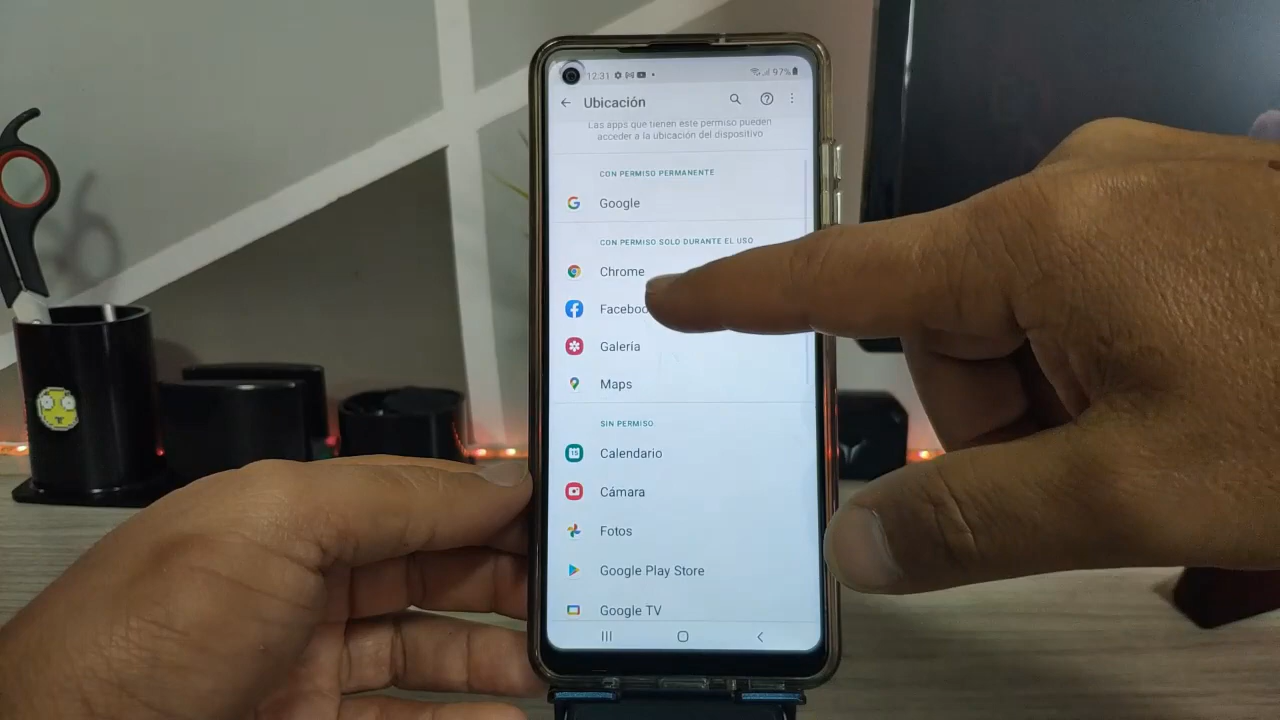 12:31 97%
Ubicación
Las apps que tienen este permiso pueden
acceder a la ubicación del dispositivo
CON PERMISO PERMANENTE
Google
CON PERMISO SOLO DURANTE EL USO
Chrome
Faceboo
Galería
Maps
SIN PERMISO
Calendario
Cámara
Fotos
Google Play Store
Google TV